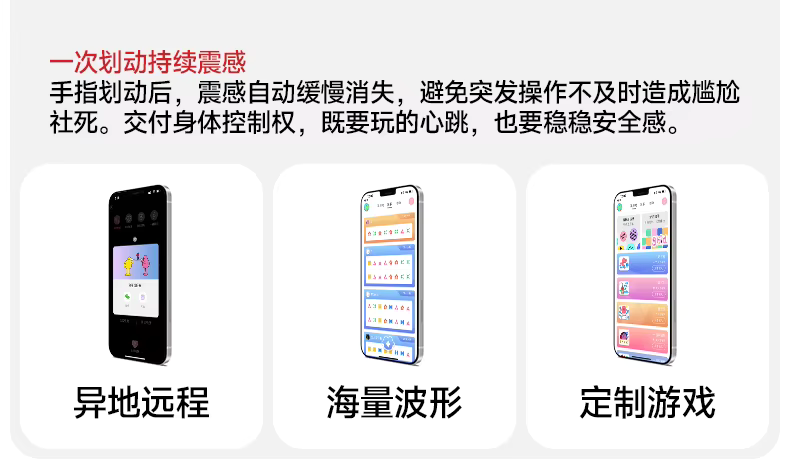 一次划动持续震感
手指划动后，震感自动缓慢消失，避免突发操作不及时造成尴尬
社死。交付身体控制权，既要玩的心跳，也要稳稳安全感。
异地远程
海量波形
定制游戏